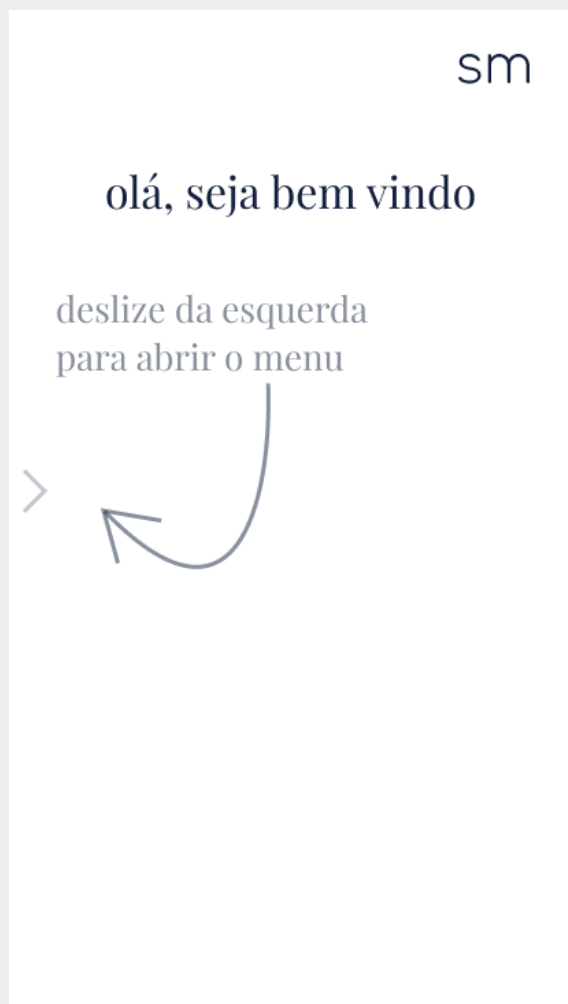 sm
olá, seja bem vindo
deslize da esquerda
para abrir o menu